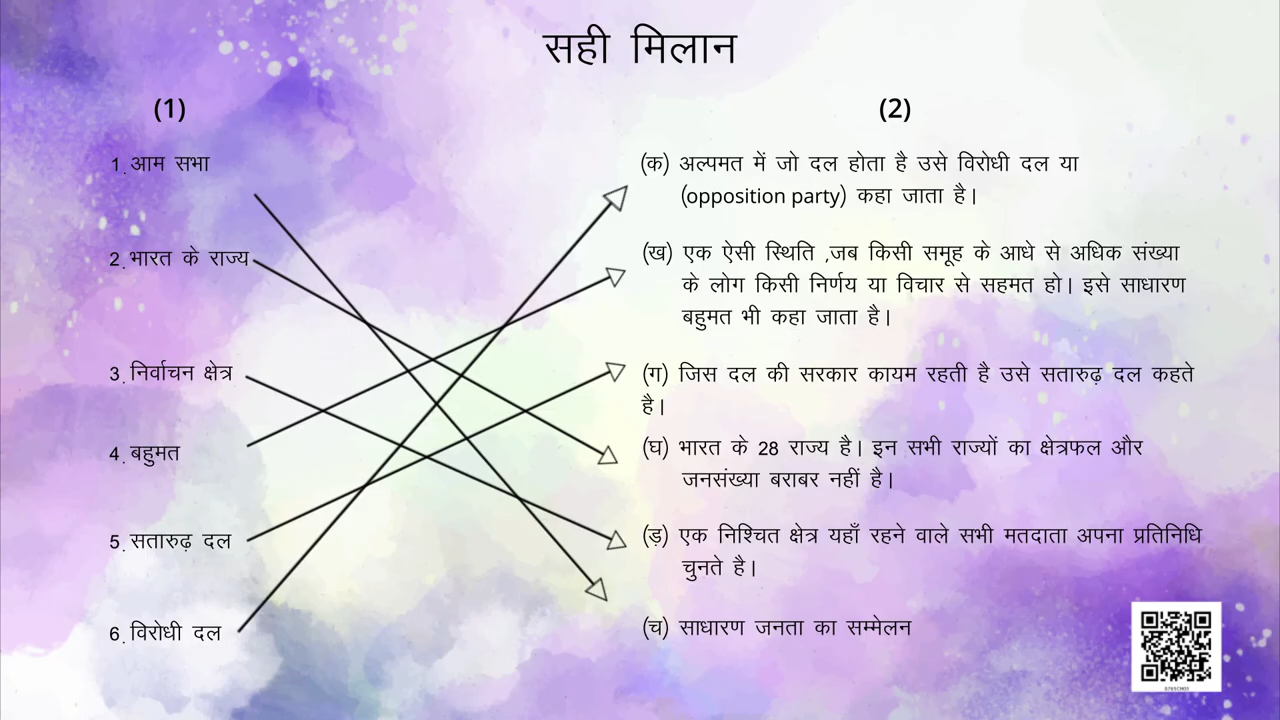 सही मिलान
(1)
(2)
1. आम सभा
(क) अल्पमत में जो दल होता है उसे विरोधी दल या
(opposition party) कहा जाता है।
2. भारत के राज्य
(ख) एक ऐसी स्थिति ,जब किसी समूह के आधे से अधिक संख्या
के लोग किसी निर्णय या विचार से सहमत हो। इसे साधारण
बहुमत भी कहा जाता है।
3. निर्वाचन क्षेत्र
(ग) जिस दल की सरकार कायम रहती है उसे सतारुढ़ दल कहते
है।
4. बहुमत
(घ) भारत के 28 राज्य है। इन सभी राज्यों का क्षेत्रफल और
जनसंख्या बराबर नहीं है।
5. सतारुढ़ दल
(ड़) एक निश्चित क्षेत्र यहाँ रहने वाले सभी मतदाता अपना प्रतिनिधि
चुनते है।
6. विरोधी दल
(च) साधारण जनता का सम्मेलन
0765CH03